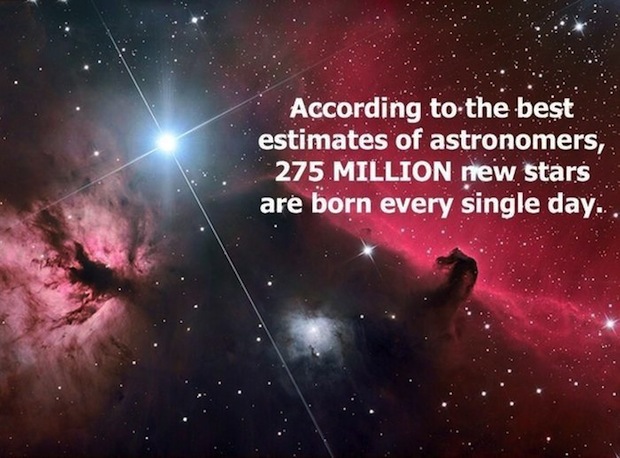 According to the best
estimates of astronomers,
275 MILLION new stars
are born every single day.